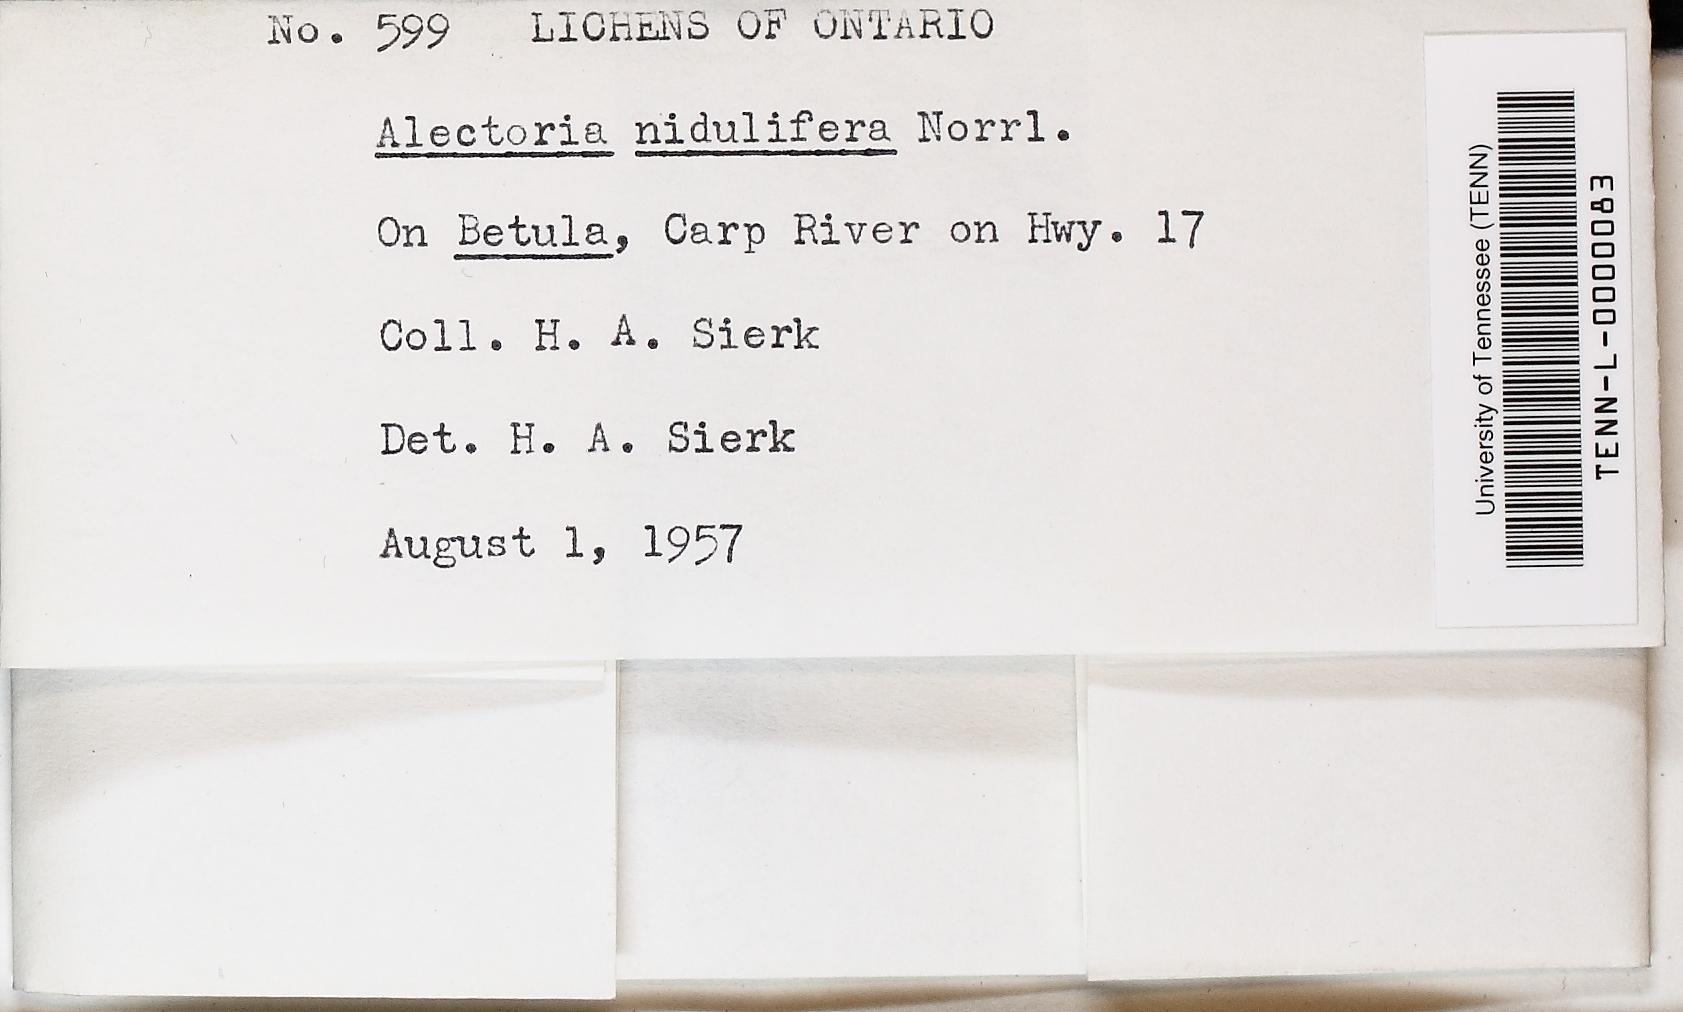 No. 599 LICHENS OF ONTARIO
Alectoria nidulifera Norrl.
On Betula, Carp River on Hwy. 17
Coll. H. A. Sierk
Det. H. A. Sierk
August 1, 1957
University of Tennessee (TENN)
TENN-L-0000083